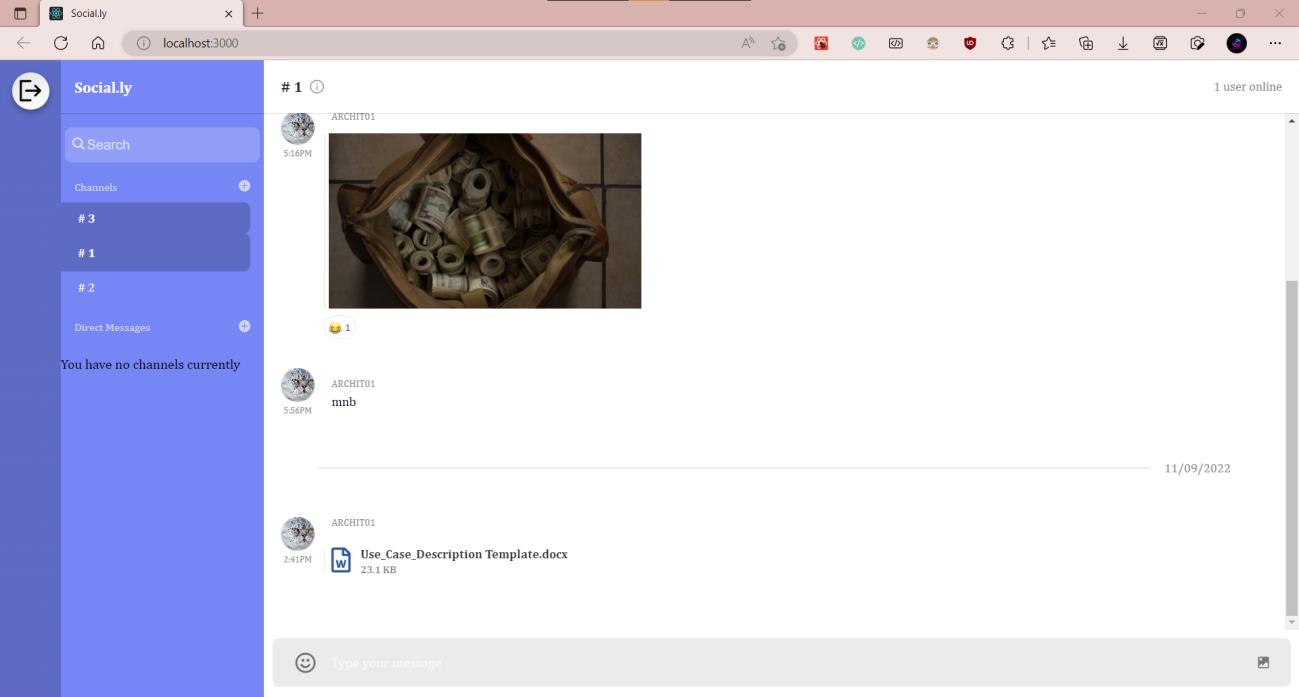 Social.ly
localhost:3000
Social.ly
# 1
1 user online
Search
Channels
# 3
# 1
# 2
Direct Messages
You have no channels currently
ARCHIT01
5:16PM
😂 1
ARCHIT01
5:56PM
mnb
11/09/2022
ARCHIT01
2:41PM
Use_Case_Description Template.docx
23.1 KB
W
Type your message